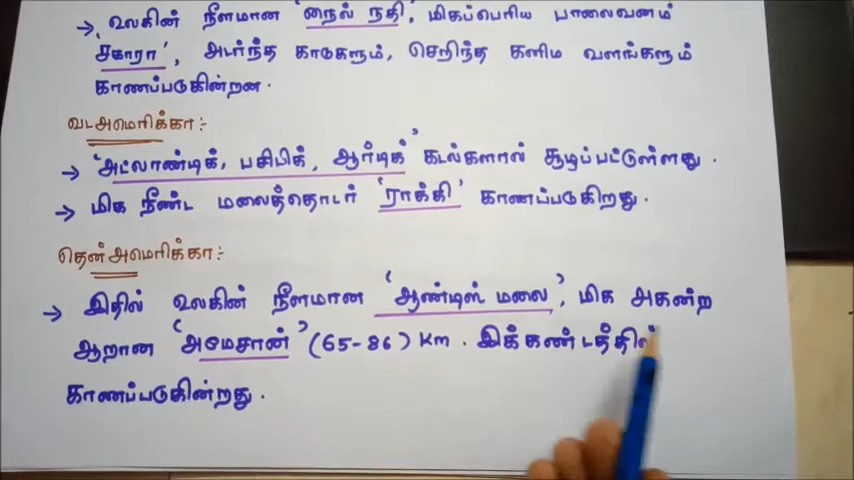 → உலகின் நீளமான 'நைல் நதி', மிகப்பெரிய பாலைவனம்
'சகாரா', அடர்ந்த காடுகளும், செறிந்த கனிம வளங்களும்
காணப்படுகின்றன.
வடஅமெரிக்கா:-
→ 'அட்லாண்டிக், பசிபிக், ஆர்டிக்' கடல்களால் சூழப்பட்டுள்ளது.
→ மிக நீண்ட மலைத்தொடர் 'ராக்கி' காணப்படுகிறது.
தென்அமெரிக்கா:-
→ இதில் உலகின் நீளமான 'ஆண்டிஸ் மலை', மிக அகன்ற
ஆறான 'அமேசான்' (65-86) km. இக்கண்டத்தில்
காணப்படுகின்றது.